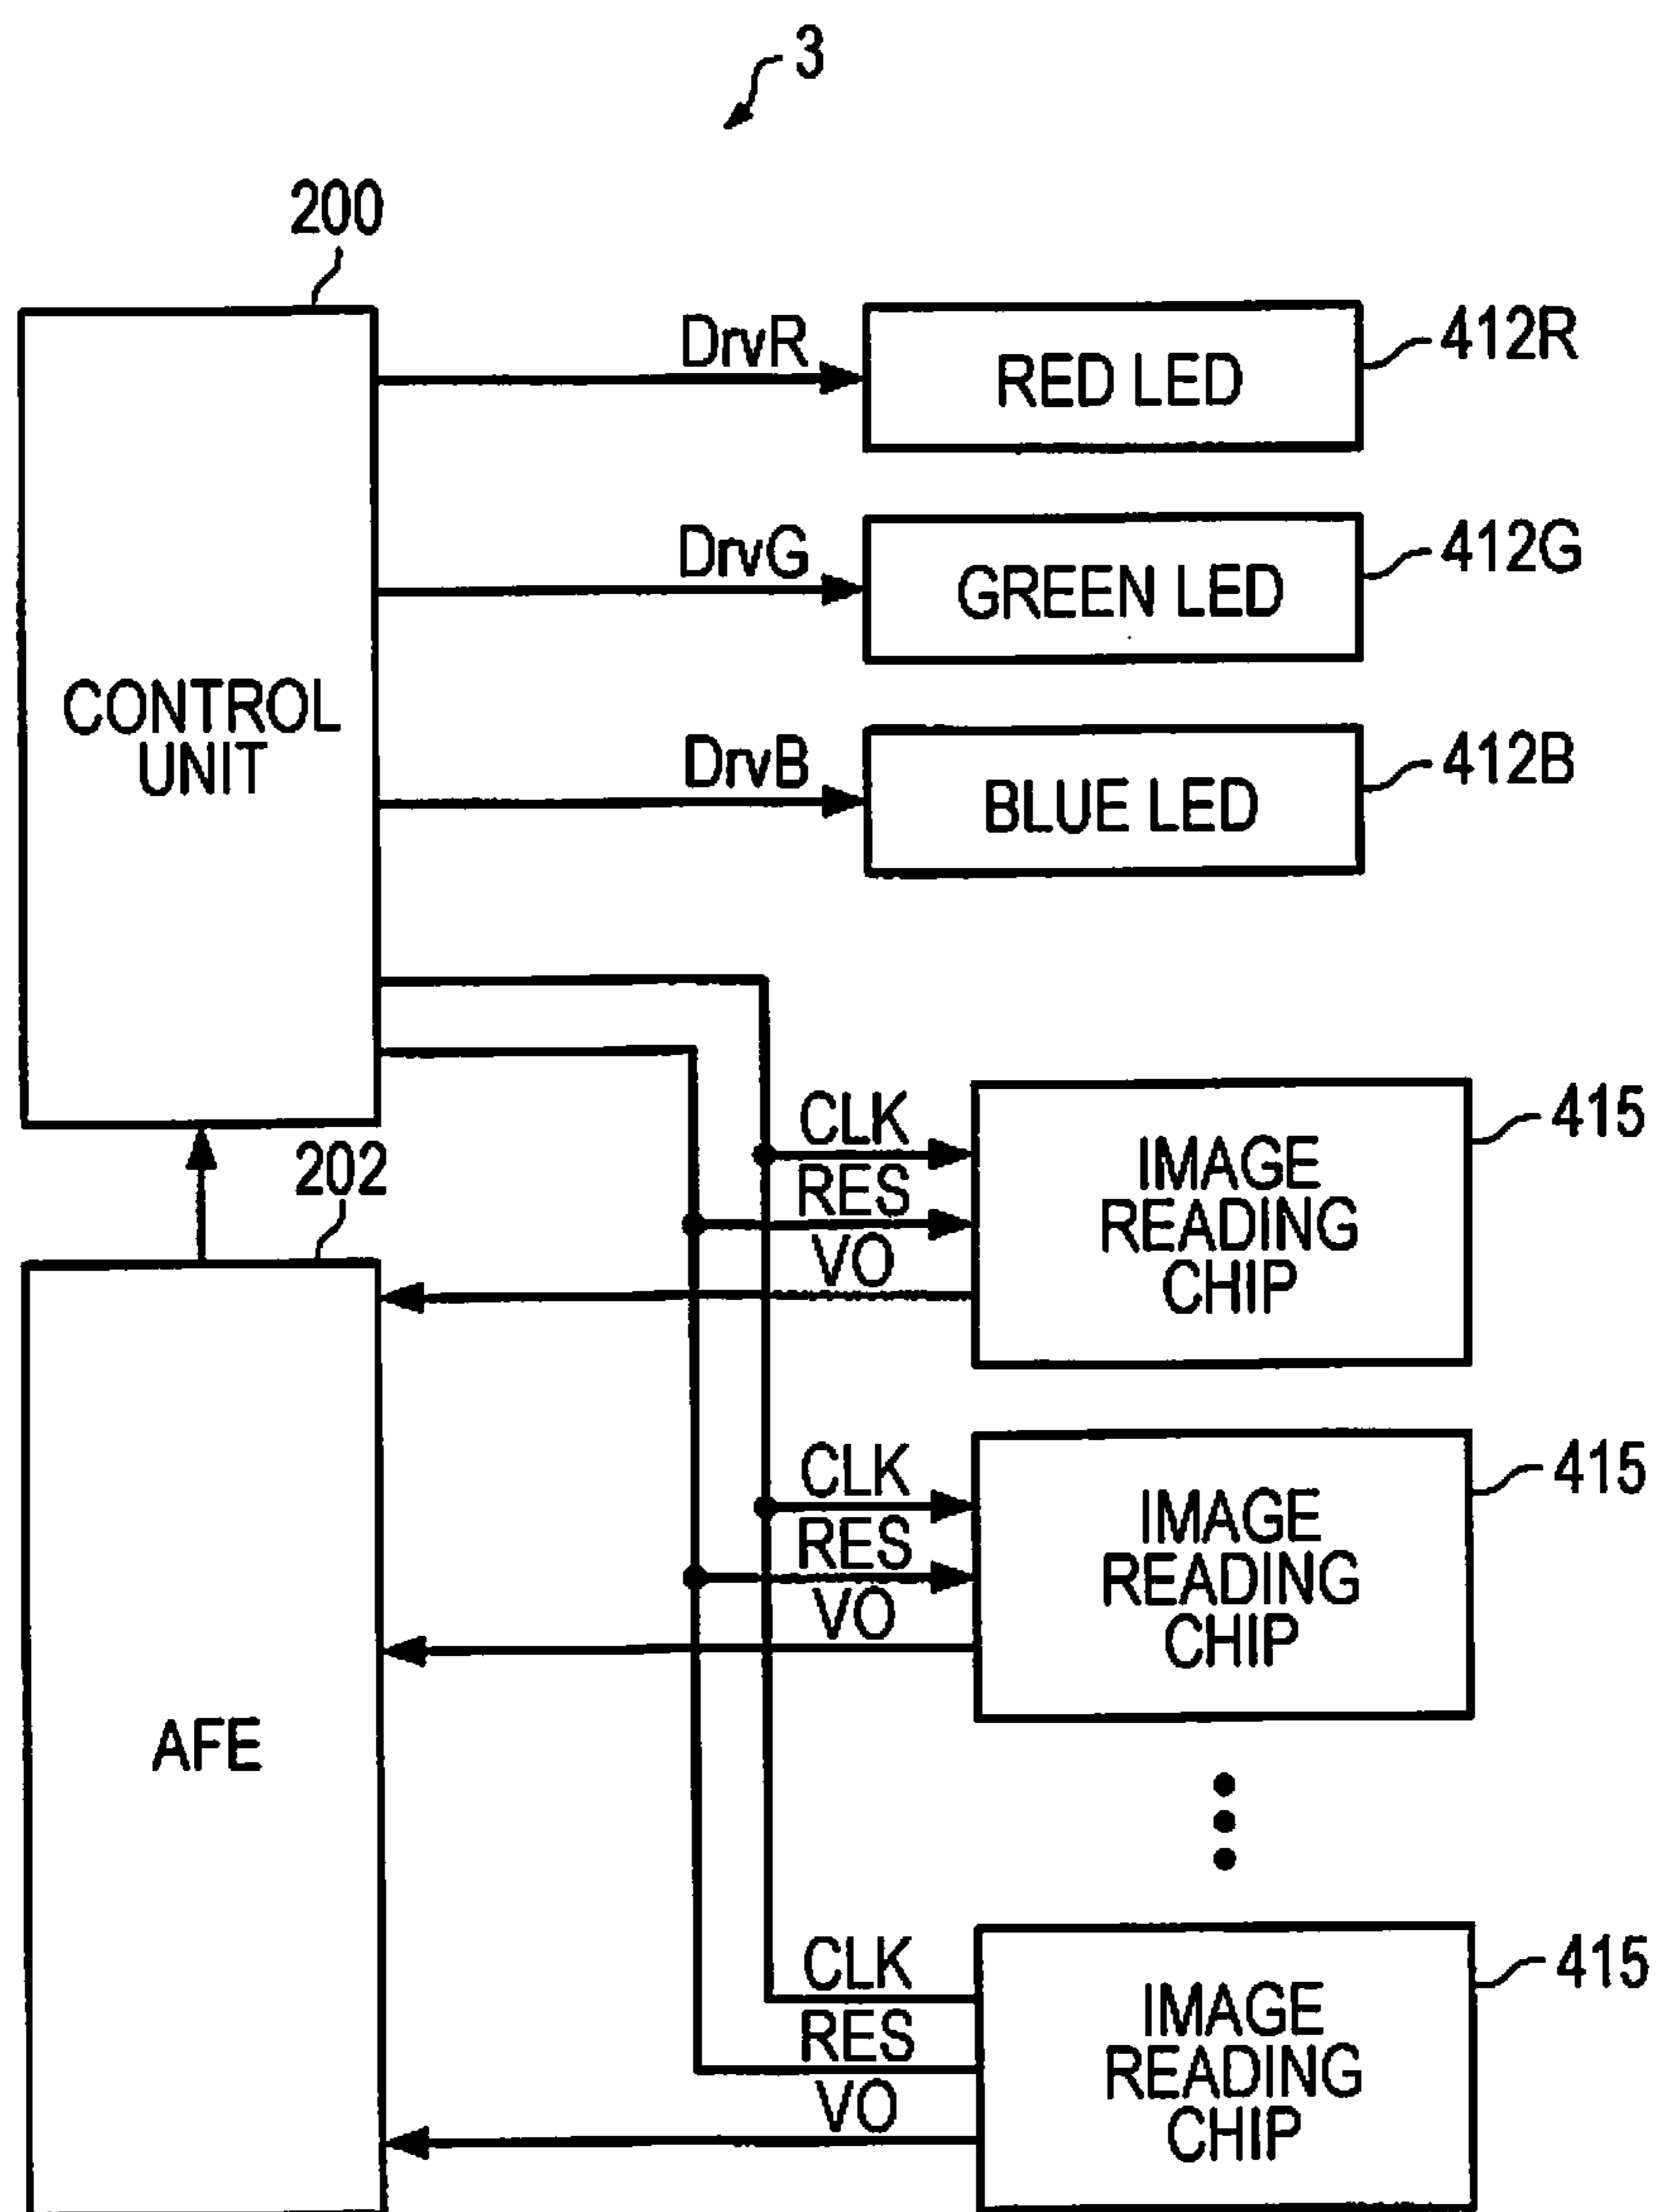 3
200
DrvR
RED LED
412R
DrvG
GREEN LED
412G
CONTROL
UNIT
DrvB
BLUE LED
412B
CLK
RES
VO
IMAGE
READING
CHIP
415
202
CLK
RES
VO
IMAGE
READING
CHIP
415
AFE
CLK
RES
VO
IMAGE
READING
CHIP
415